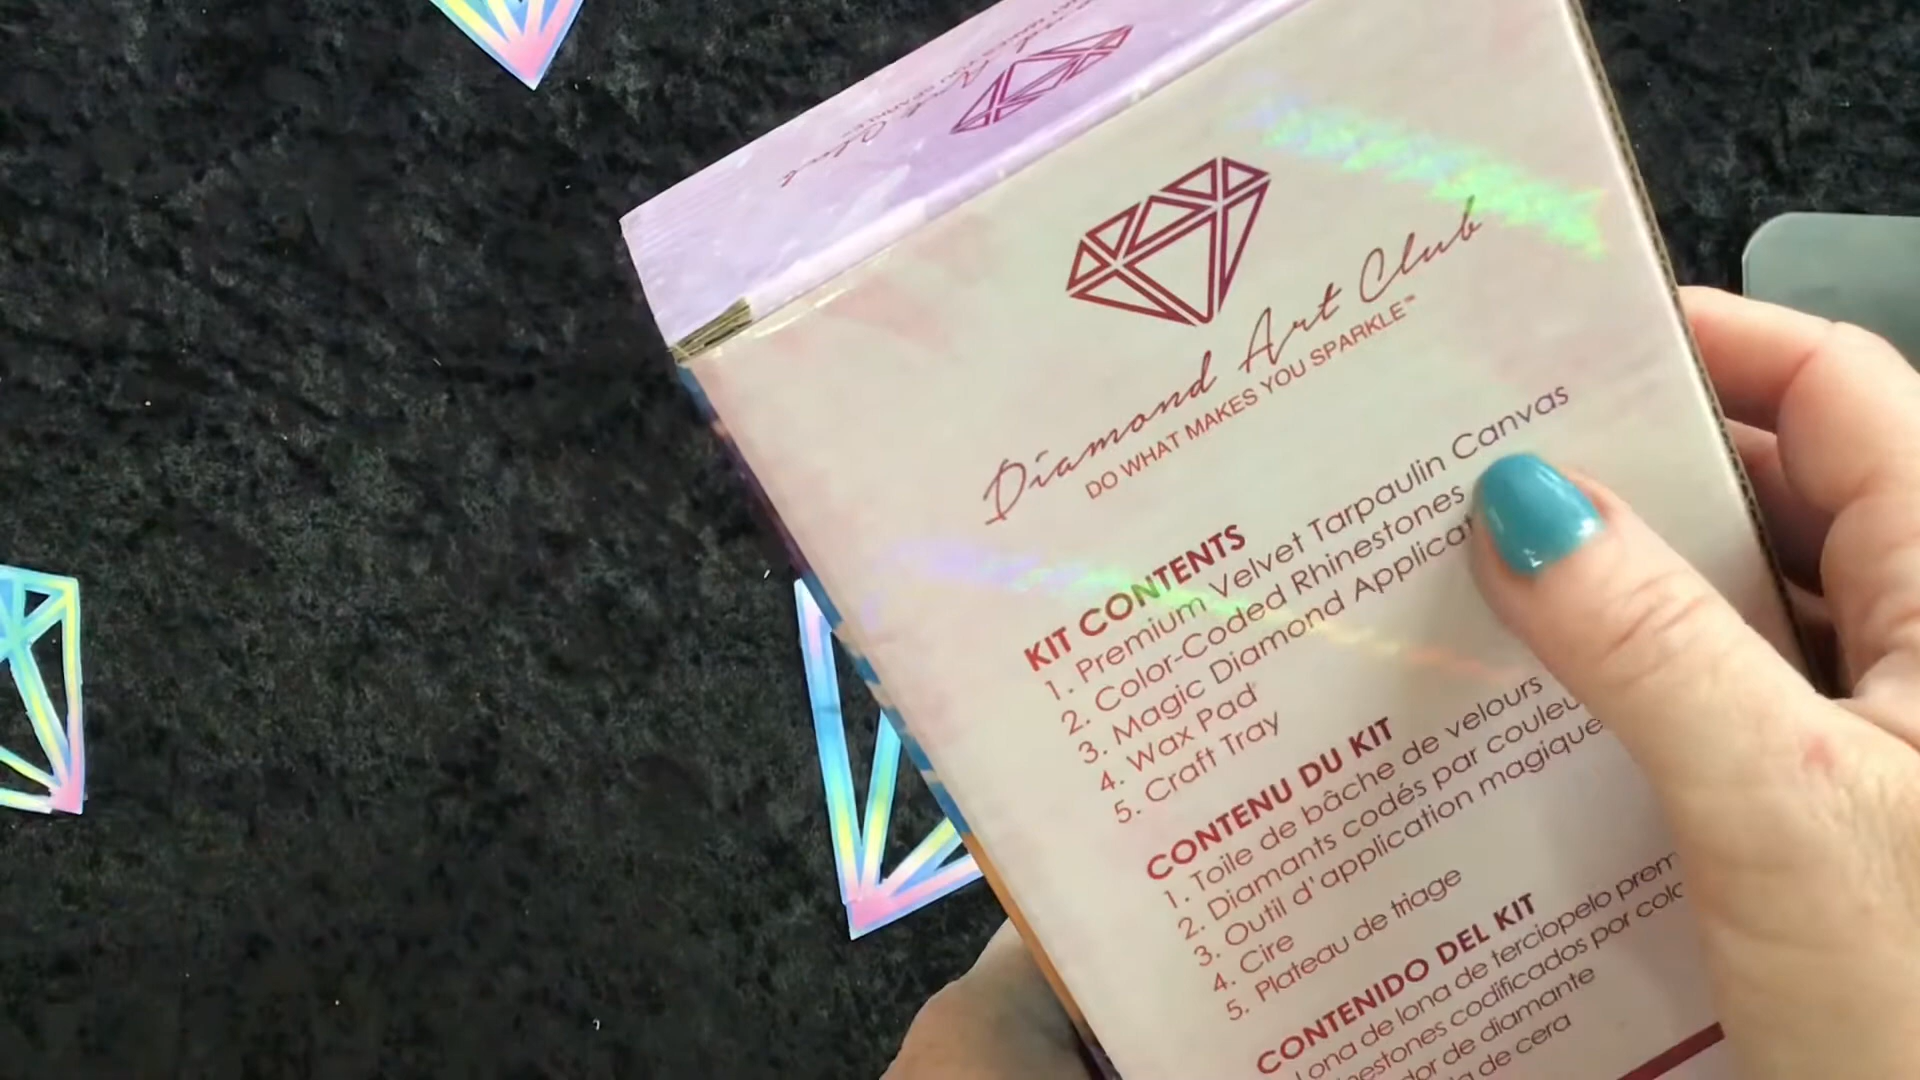 Diamond Art Club
DO WHAT MAKES YOU SPARKLE™
KIT CONTENTS
1. Premium Velvet Tarpaulin Canvas
2. Color-Coded Rhinestones
3. Magic Diamond Applicat
4. Wax Pad
5. Craft Tray
CONTENU DU KIT
1. Toile de bâche de velours
2. Diamants codés par couleu
3. Outil d'application magique
4. Cire
5. Plateau de triage
CONTENIDO DEL KIT
Lona de lona de terciopelo prem
inestones codificados por colo
dor de diamante
de cera